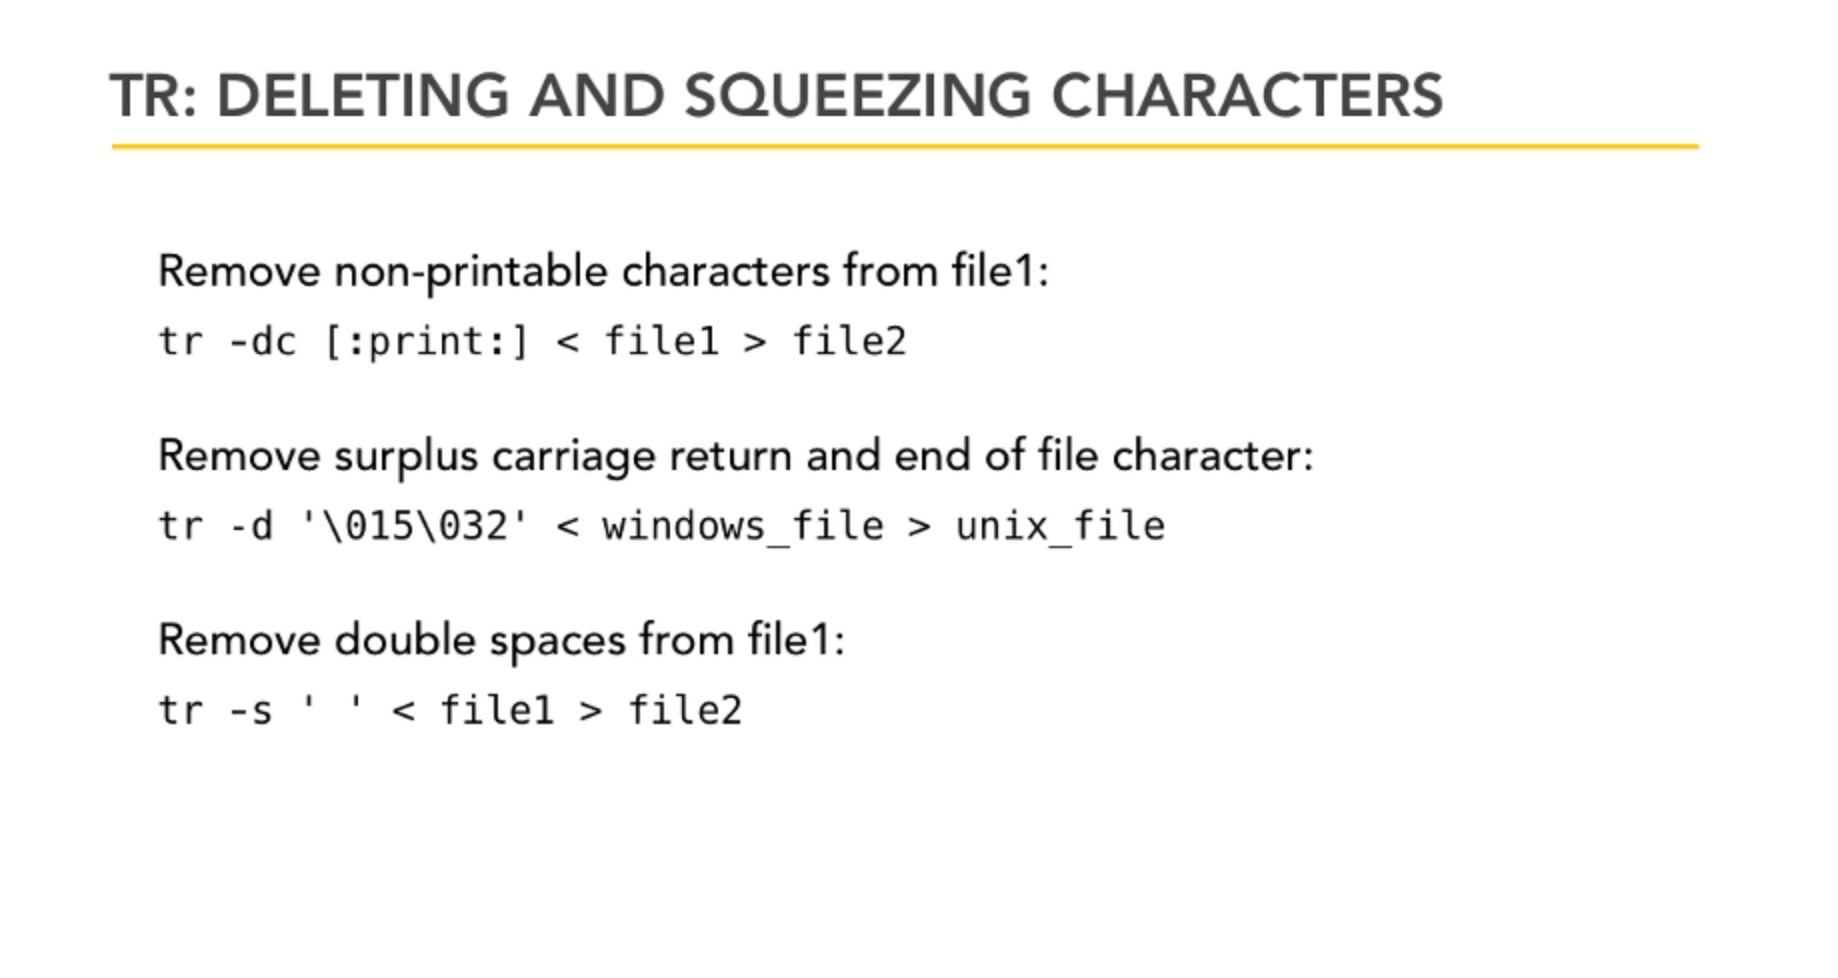 TR: DELETING AND SQUEEZING CHARACTERS
Remove non-printable characters from file1:
tr -dc [:print:] < file1 > file2
Remove surplus carriage return and end of file character:
tr -d '\015\032' < windows_file > unix_file
Remove double spaces from file1:
tr -s ' ' < file1 > file2